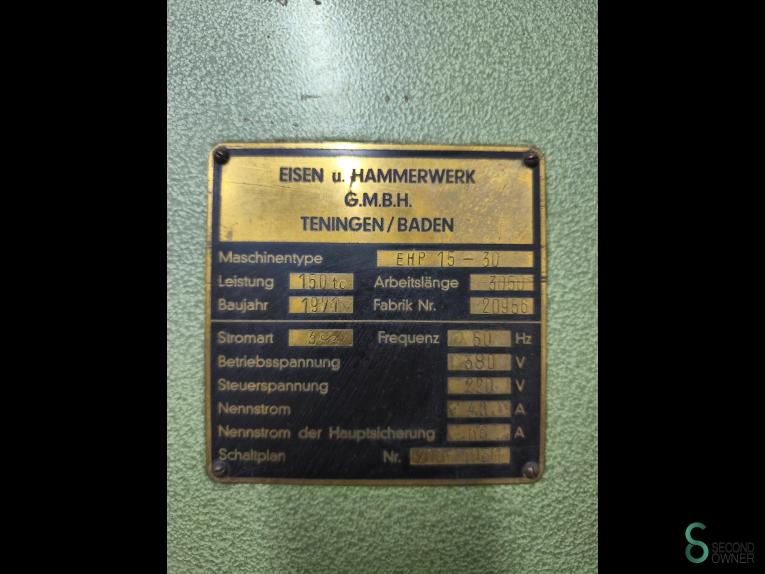 EISEN u. HAMMERWERK
G.M.B.H.
TENINGEN/BADEN
Maschinentype EHP 15-30
Leistung 150 to Arbeitslänge 3050
Baujahr 1971 Fabrik Nr. 20956
Stromart Frequenz 50 Hz
Betriebsspannung 380 V
Steuerspannung 220 V
Nennstrom A
Nennstrom der Hauptsicherung A
Schaltplan Nr.
SECOND
OWNER